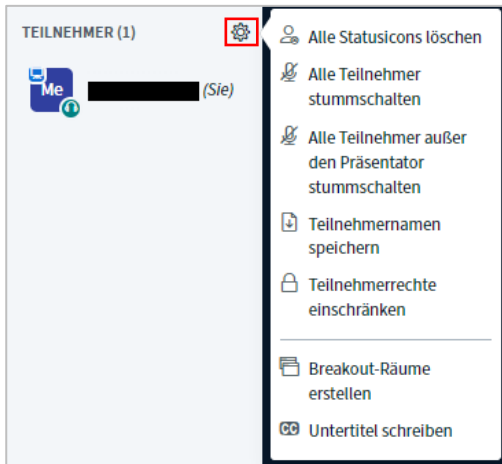 TEILNEHMER (1)
Me
(Sie)
Alle Statusicons löschen
Alle Teilnehmer
stummschalten
Alle Teilnehmer außer
den Präsentator
stummschalten
Teilnehmernamen
speichern
Teilnehmerrechte
einschränken
Breakout-Räume
erstellen
CC Untertitel schreiben